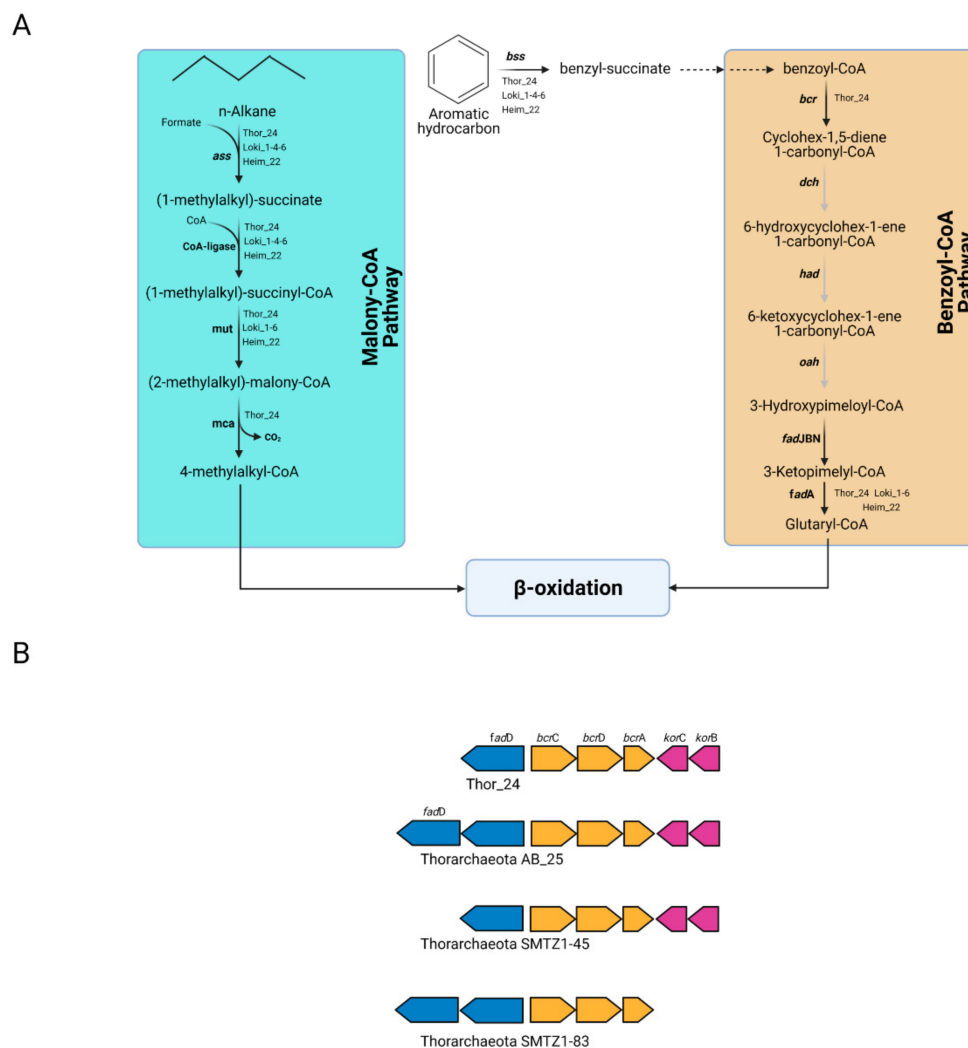 A
n-Alkane
Formate
ass
Thor_24
Loki_1-4-6
Heim_22
(1-methylalkyl)-succinate
CoA
CoA-ligase
Thor_24
Loki_1-4-6
Heim_22
(1-methylalkyl)-succinyl-CoA
mut
Thor_24
Loki_1-6
Heim_22
(2-methylalkyl)-malony-CoA
mca
Thor_24
CO₂
4-methylalkyl-CoA
Malony-CoA
Pathway
Aromatic
hydrocarbon
bss
Thor_24
Loki_1-4-6
Heim_22
benzyl-succinate
benzoyl-CoA
bcr
Thor_24
Cyclohex-1,5-diene
1-carbonyl-CoA
dch
6-hydroxycyclohex-1-ene
1-carbonyl-CoA
had
6-ketoxycyclohex-1-ene
1-carbonyl-CoA
oah
3-Hydroxypimeloyl-CoA
fadJBN
3-Ketopimelyl-CoA
fadA
Thor_24 Loki_1-6
Heim_22
Glutaryl-CoA
Benzoyl-CoA
Pathway
β-oxidation
B
fadD bcrC bcrD bcrA korC korB
Thor_24
fadD
Thorarchaeota AB_25
Thorarchaeota SMTZ1-45
Thorarchaeota SMTZ1-83